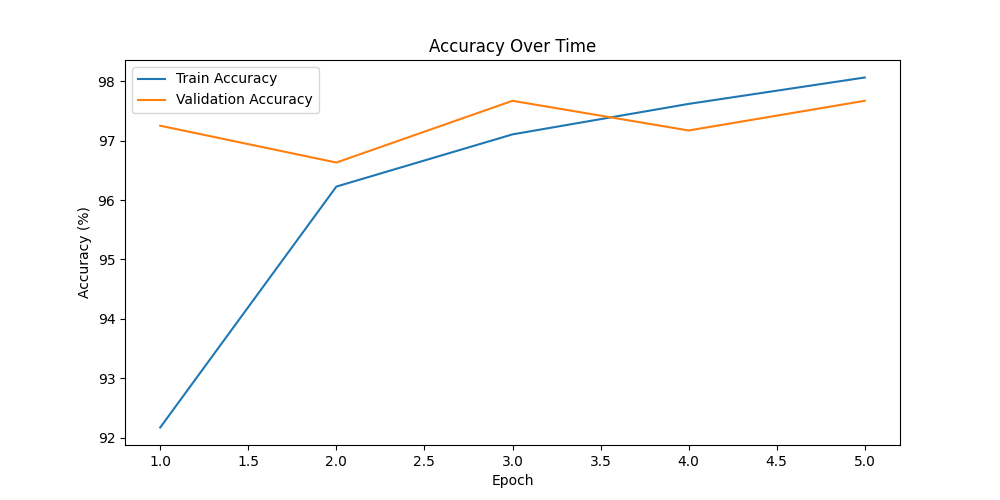 Accuracy Over Time
Train Accuracy
Validation Accuracy
98
97
96
95
94
93
92
Accuracy (%)
1.0 1.5 2.0 2.5 3.0 3.5 4.0 4.5 5.0
Epoch